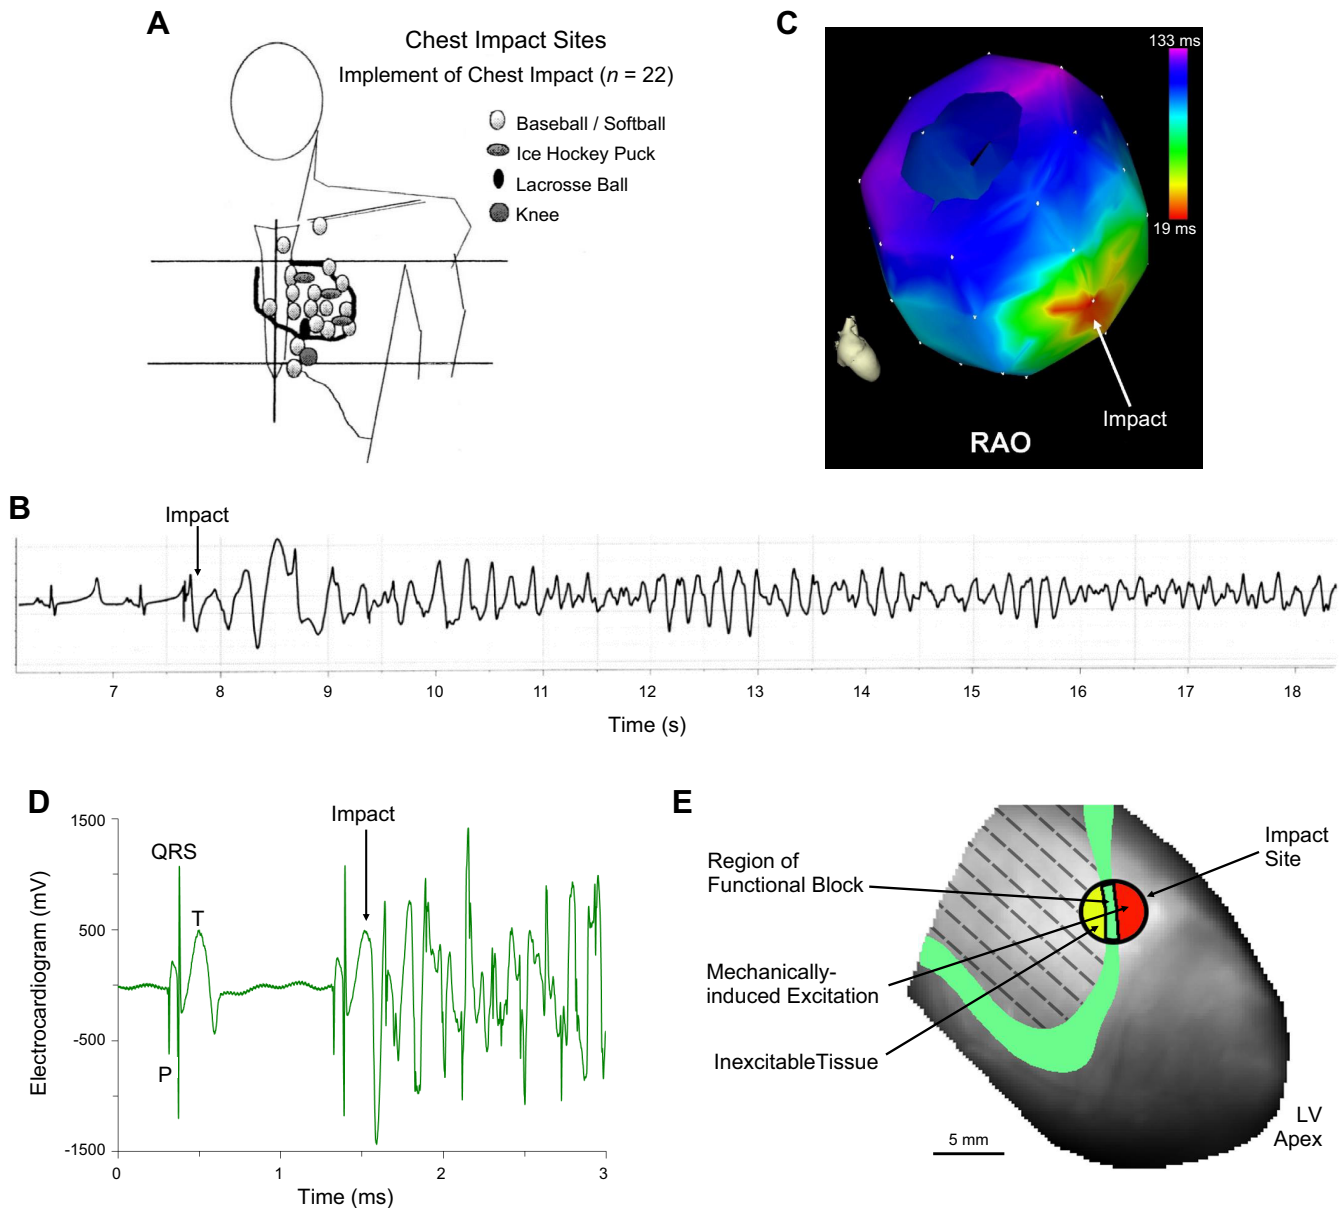 A
Chest Impact Sites
Implement of Chest Impact (n = 22)
Baseball / Softball
Ice Hockey Puck
Lacrosse Ball
Knee
C
133 ms
19 ms
Impact
RAO
B
Impact
7 8 9 10 11 12 13 14 15 16 17 18
Time (s)
D
Electrocardiogram (mV)
1500
500
-500
-1500
QRS
T
P
Impact
0 1 2 3
Time (ms)
E
Region of
Functional Block
Mechanically-
induced Excitation
InexcitableTissue
Impact
Site
LV
Apex
5 mm